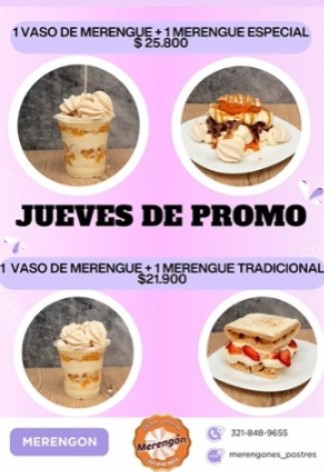 1 VASO DE MERENGUE + 1 MERENGUE ESPECIAL
$ 25.800
JUEVES DE PROMO
1 VASO DE MERENGUE + 1 MERENGUE TRADICIONAL
$21.900
MERENGON
Merengón
321-848-9655
merengones_postres